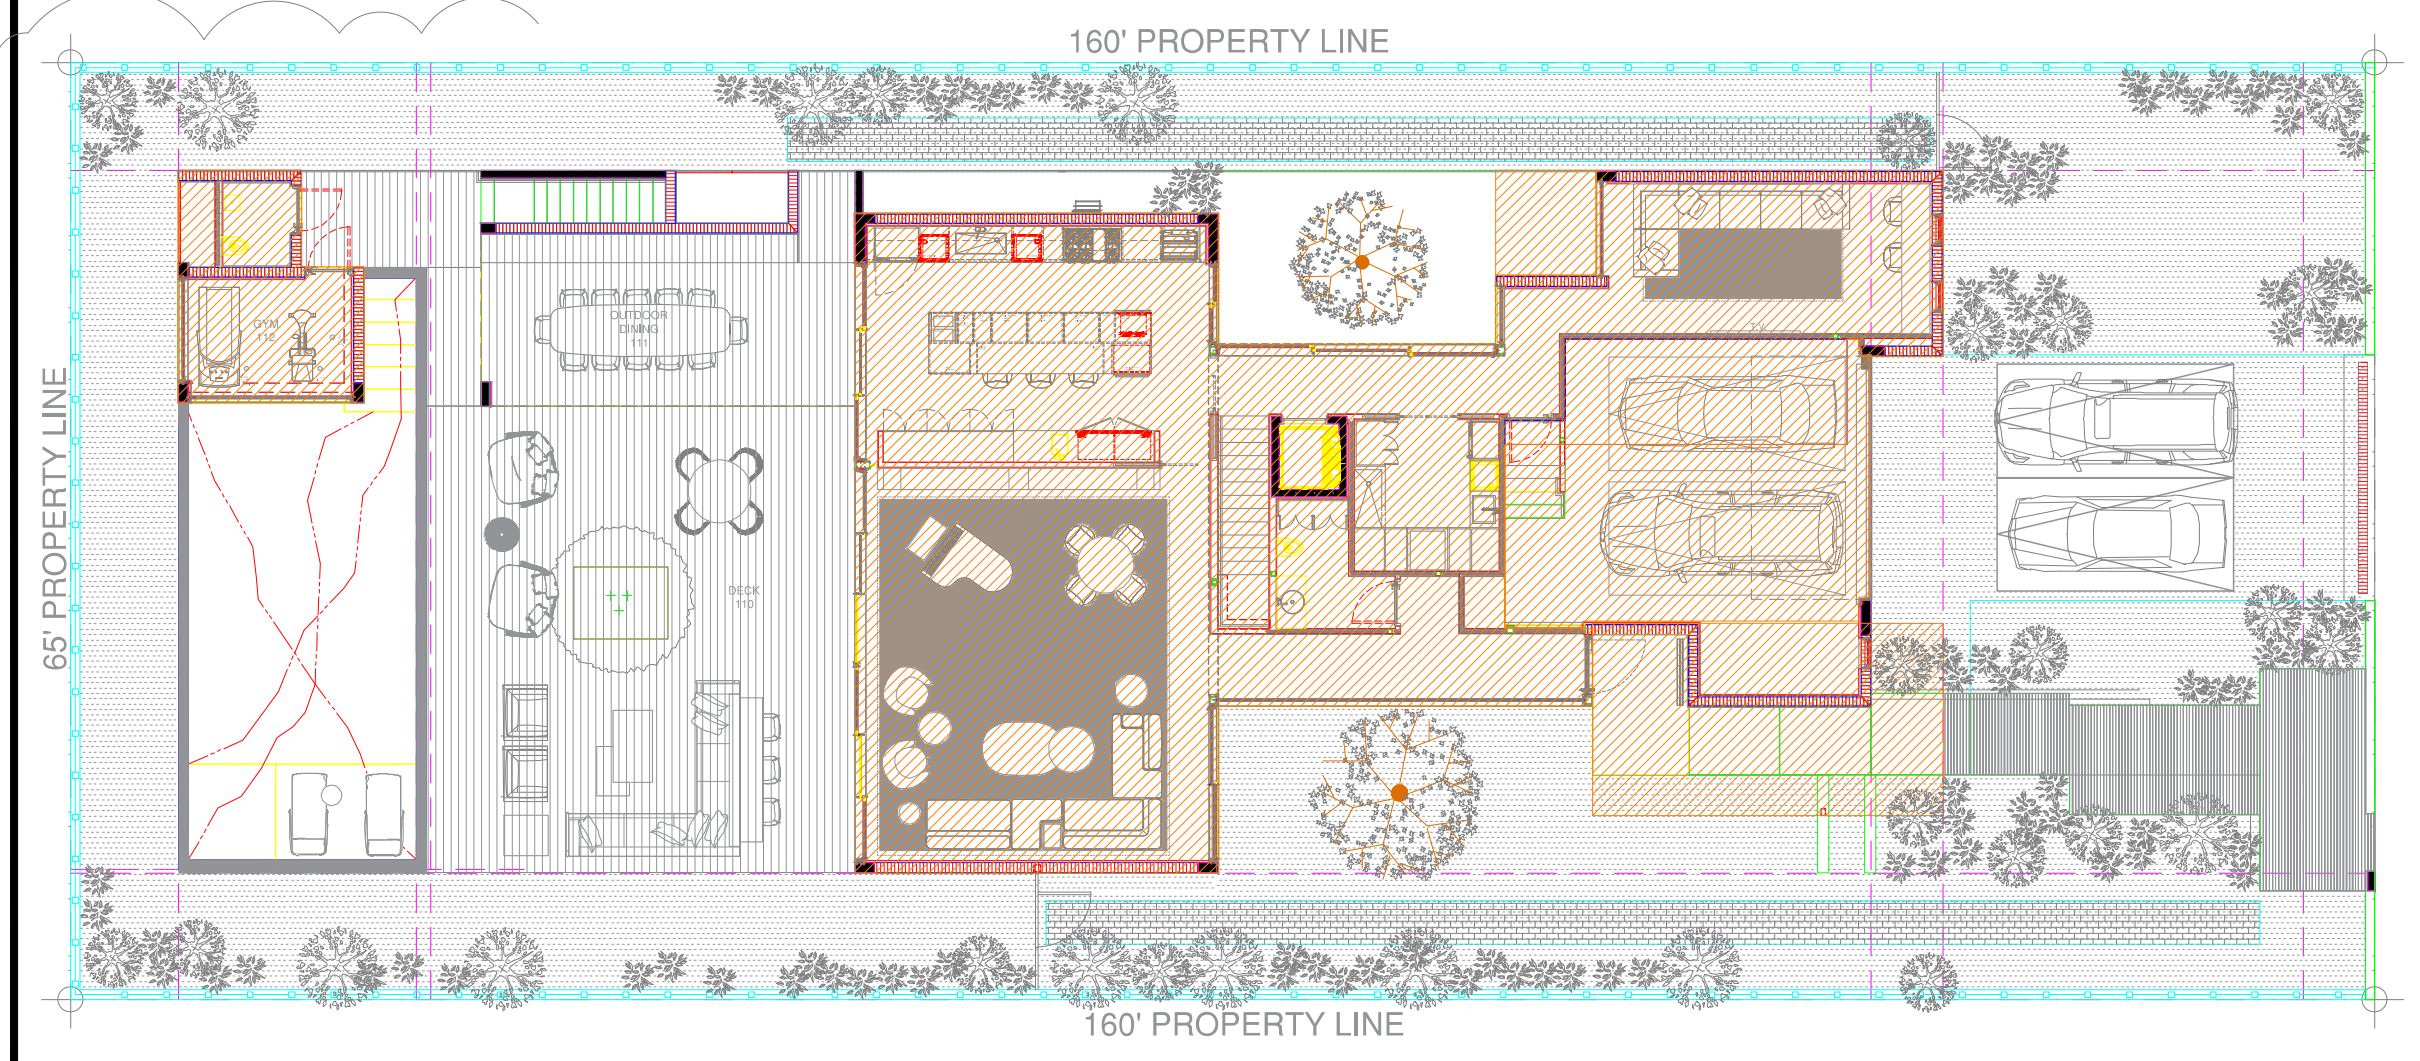 160' PROPERTY LINE
OUTDOOR
DINING
111
GYM
112
T.V.
65' PROPERTY LINE
DECK
110
160' PROPERTY LINE